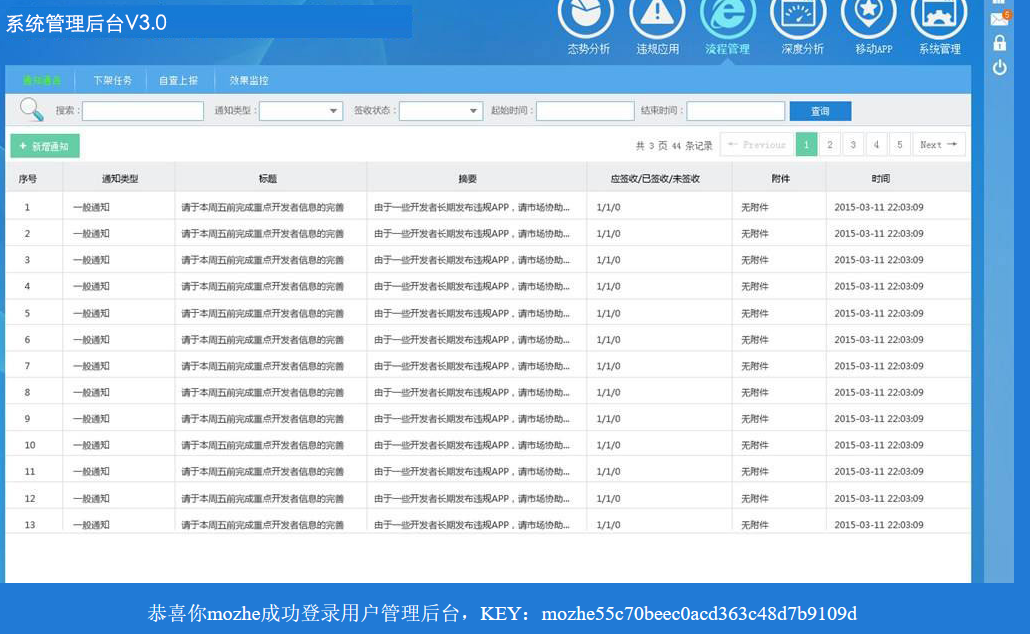 系统管理后台V3.0
态势分析 违规应用 流程管理 深度分析 移动APP 系统管理
通知通告 下架任务 自查上报 效果监控
搜索： 通知类型： 签收状态： 起始时间： 结束时间： 查询
+ 新增通知 共 3 页 44 条记录 ← Previous 1 2 3 4 5 Next →
序号 通知类型 标题 摘要 应签收/已签收/未签收 附件 时间
1 一般通知 请于本周五前完成重点开发者信息的完善 由于一些开发者长期发布违规APP，请市场协助... 1/1/0 无附件 2015-03-11 22:03:09
2 一般通知 请于本周五前完成重点开发者信息的完善 由于一些开发者长期发布违规APP，请市场协助... 1/1/0 无附件 2015-03-11 22:03:09
3 一般通知 请于本周五前完成重点开发者信息的完善 由于一些开发者长期发布违规APP，请市场协助... 1/1/0 无附件 2015-03-11 22:03:09
4 一般通知 请于本周五前完成重点开发者信息的完善 由于一些开发者长期发布违规APP，请市场协助... 1/1/0 无附件 2015-03-11 22:03:09
5 一般通知 请于本周五前完成重点开发者信息的完善 由于一些开发者长期发布违规APP，请市场协助... 1/1/0 无附件 2015-03-11 22:03:09
6 一般通知 请于本周五前完成重点开发者信息的完善 由于一些开发者长期发布违规APP，请市场协助... 1/1/0 无附件 2015-03-11 22:03:09
7 一般通知 请于本周五前完成重点开发者信息的完善 由于一些开发者长期发布违规APP，请市场协助... 1/1/0 无附件 2015-03-11 22:03:09
8 一般通知 请于本周五前完成重点开发者信息的完善 由于一些开发者长期发布违规APP，请市场协助... 1/1/0 无附件 2015-03-11 22:03:09
9 一般通知 请于本周五前完成重点开发者信息的完善 由于一些开发者长期发布违规APP，请市场协助... 1/1/0 无附件 2015-03-11 22:03:09
10 一般通知 请于本周五前完成重点开发者信息的完善 由于一些开发者长期发布违规APP，请市场协助... 1/1/0 无附件 2015-03-11 22:03:09
11 一般通知 请于本周五前完成重点开发者信息的完善 由于一些开发者长期发布违规APP，请市场协助... 1/1/0 无附件 2015-03-11 22:03:09
12 一般通知 请于本周五前完成重点开发者信息的完善 由于一些开发者长期发布违规APP，请市场协助... 1/1/0 无附件 2015-03-11 22:03:09
13 一般通知 请于本周五前完成重点开发者信息的完善 由于一些开发者长期发布违规APP，请市场协助... 1/1/0 无附件 2015-03-11 22:03:09
恭喜你mozhe成功登录用户管理后台，KEY：mozhe55c70beec0acd363c48d7b9109d